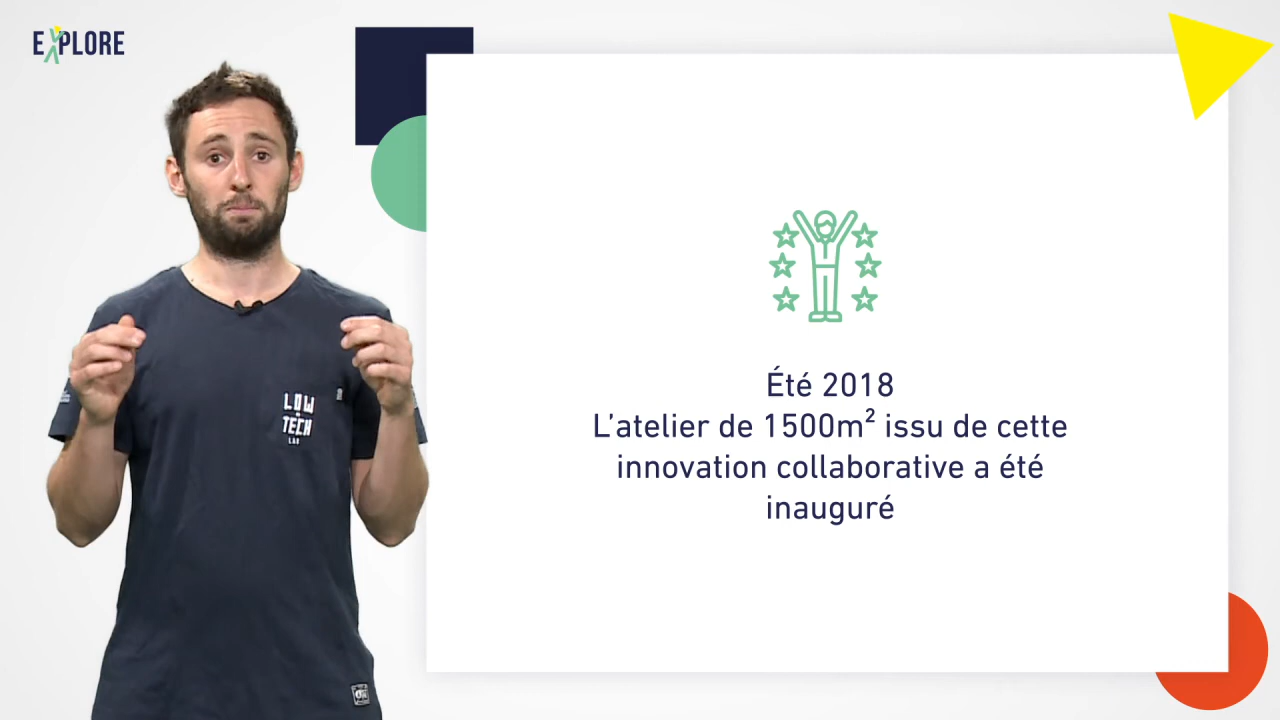 EXPLORE
LOW
TECH
LAB
Été 2018
L'atelier de 1500m² issu de cette
innovation collaborative a été
inauguré